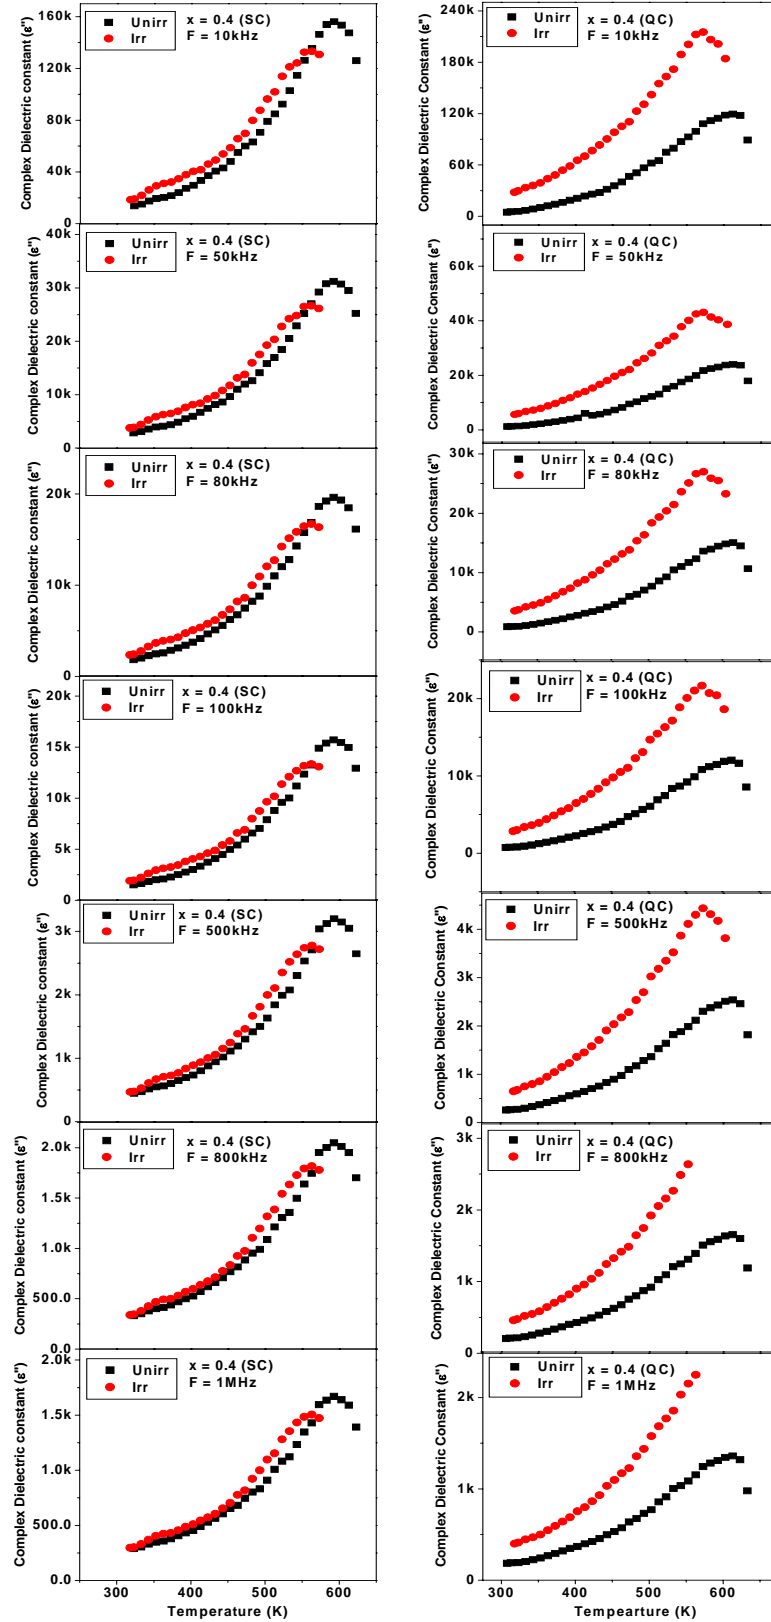 Complex Dielectric constant (ε")
160k
120k
80k
40k
0
Unirr
Irr
x = 0.4 (SC)
F = 10kHz
Complex Dielectric Constant (ε")
240k
180k
120k
60k
0
Unirr
Irr
x = 0.4 (QC)
F = 10kHz
Complex Dielectric constant (ε")
40k
30k
20k
10k
0
Unirr
Irr
x = 0.4 (SC)
F = 50kHz
Complex Dielectric Constant (ε")
60k
40k
20k
0
Unirr
Irr
x = 0.4 (QC)
F = 50kHz
Complex Dielectric constant (ε")
20k
10k
0
Unirr
Irr
x = 0.4 (SC)
F = 80kHz
Complex Dielectric Constant (ε")
30k
20k
10k
0
Unirr
Irr
x = 0.4 (QC)
F = 80kHz
Complex Dielectric constant (ε")
20k
15k
10k
5k
0
Unirr
Irr
x = 0.4 (SC)
F = 100kHz
Complex Dielectric Constant (ε")
20k
10k
0
Unirr
Irr
x = 0.4 (QC)
F = 100kHz
Complex Dielectric constant (ε")
3k
2k
1k
0
Unirr
Irr
x = 0.4 (SC)
F = 500kHz
Complex Dielectric Constant (ε")
4k
2k
1k
0
Unirr
Irr
x = 0.4 (QC)
F = 500kHz
Complex Dielectric constant (ε")
2.0k
1.5k
1.0k
500.0
0.0
Unirr
Irr
x = 0.4 (SC)
F = 800kHz
Complex Dielectric Constant (ε")
3k
2k
1k
0
Unirr
Irr
x = 0.4 (QC)
F = 800kHz
Complex Dielectric constant (ε")
2.0k
1.5k
1.0k
500.0
0.0
Unirr
Irr
x = 0.4 (SC)
F = 1MHz
300 400 500 600
Temperature (K)
Complex Dielectric Constant (ε")
2k
1k
0
Unirr
Irr
x = 0.4 (QC)
F = 1MHz
300 400 500 600
Tempearture (K)